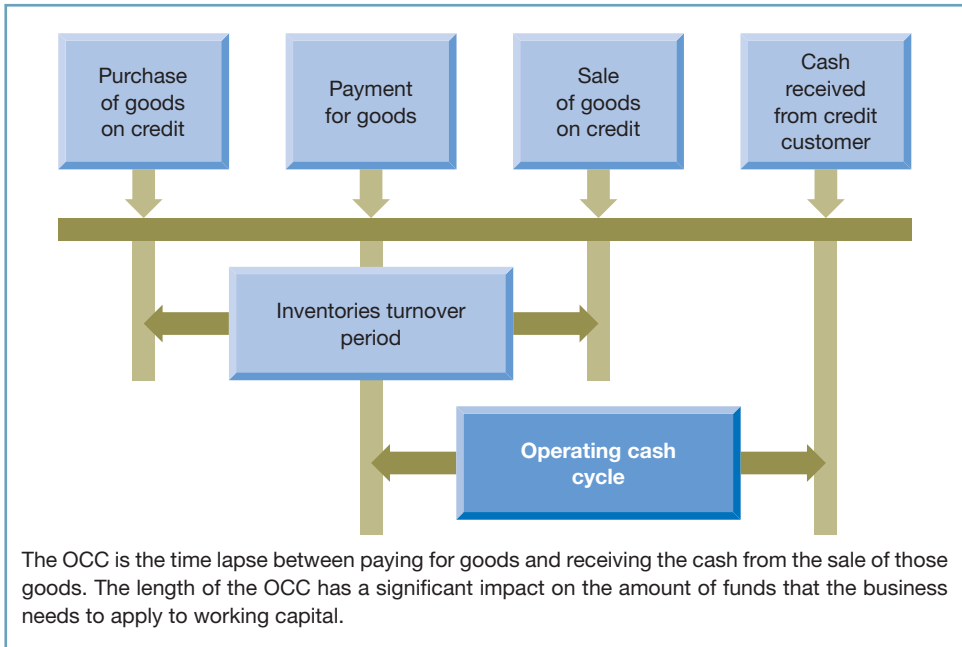 Purchase
of goods
on credit
Payment
for goods
Sale
of goods
on credit
Cash
received
from credit
customer
Inventories turnover
period
Operating cash
cycle
The OCC is the time lapse between paying for goods and receiving the cash from the sale of those
goods. The length of the OCC has a significant impact on the amount of funds that the business
needs to apply to working capital.